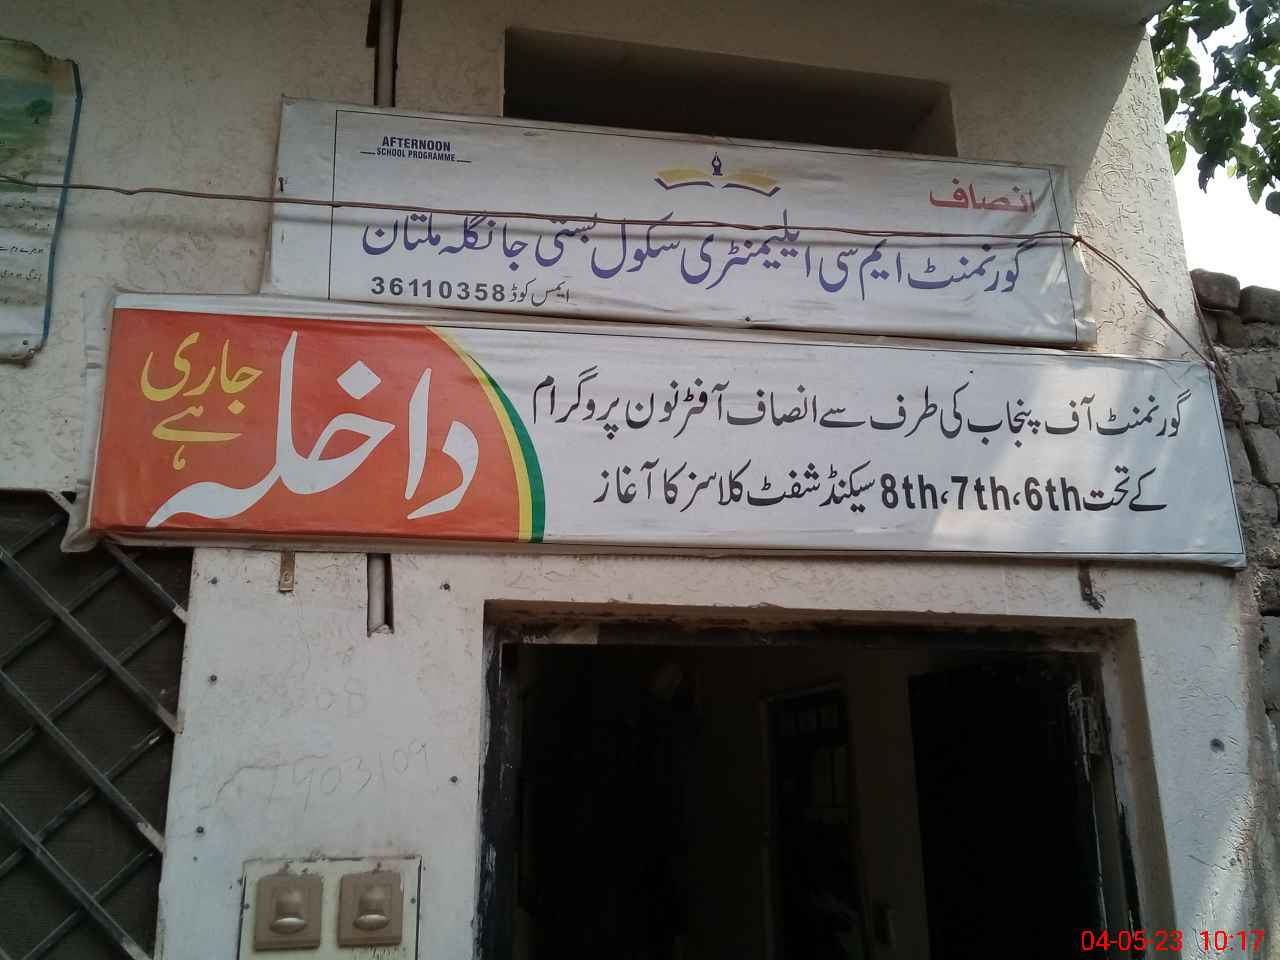 AFTERNOON
SCHOOL PROGRAMME
انصاف
گورنمنٹ ایم سی ایلیمنٹری سکول بستی جانگلہ ملتان
ایمس کوڈ 36110358
گورنمنٹ آف پنجاب کی طرف سے انصاف آفٹر نون پروگرام
کے تحت 6th، 7th، 8th سیکنڈ شفٹ کلاسز کا آغاز
داخلہ
جاری
ہے
04-05-23 10:17